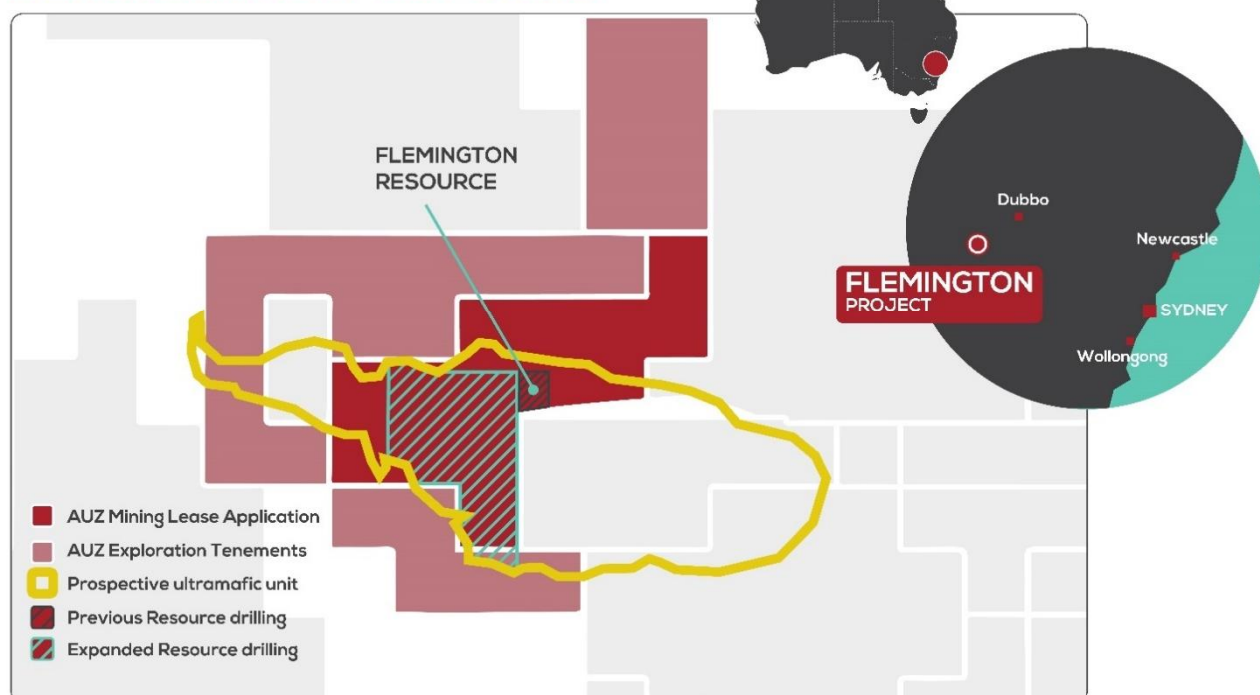 FLEMINGTON
RESOURCE
Dubbo
Newcastle
FLEMINGTON
PROJECT
SYDNEY
Wollongong
AUZ Mining Lease Application
AUZ Exploration Tenements
Prospective ultramafic unit
Previous Resource drilling
Expanded Resource drilling